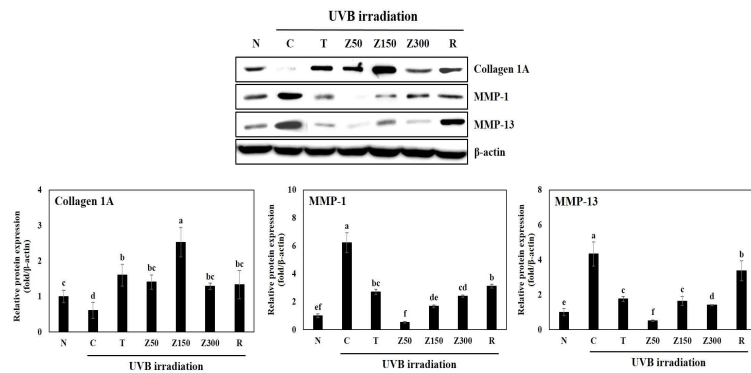 UVB irradiation
N C T Z50 Z150 Z300 R
Collagen 1A
MMP-1
MMP-13
β-actin
Collagen 1A
Relative protein expression
(fold/β-actin)
4
3
2
1
0
c
d
b
bc
a
bc
bc
N C T Z50 Z150 Z300 R
UVB irradiation
MMP-1
Relative protein expression
(fold/β-actin)
10
8
6
4
2
0
ef
a
bc
f
de
cd
b
N C T Z50 Z150 Z300 R
UVB irradiation
MMP-13
Relative protein expression
(fold/β-actin)
8
6
4
2
0
e
a
c
f
c
d
b
N C T Z50 Z150 Z300 R
UVB irradiation